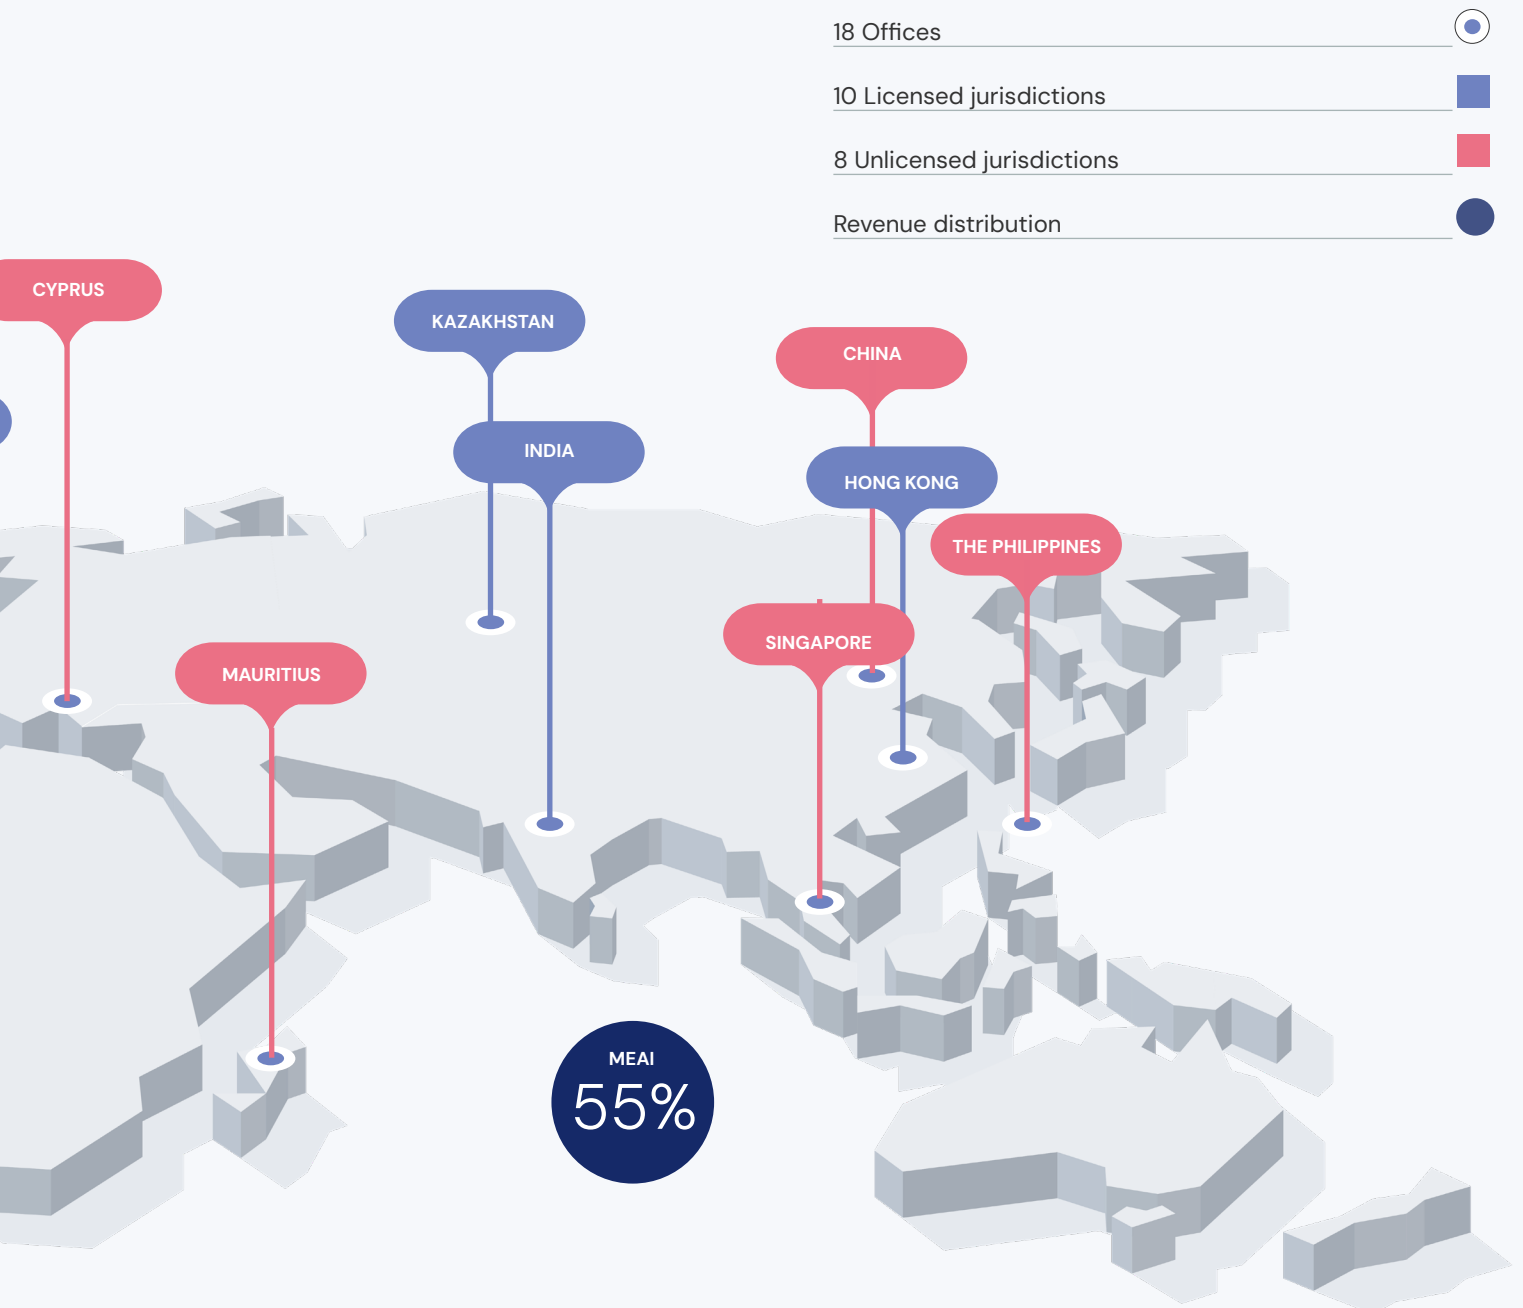 18 Offices
10 Licensed jurisdictions
8 Unlicensed jurisdictions
Revenue distribution
CYPRUS
KAZAKHSTAN
CHINA
INDIA
HONG KONG
THE PHILIPPINES
SINGAPORE
MAURITIUS
MEAI
55%